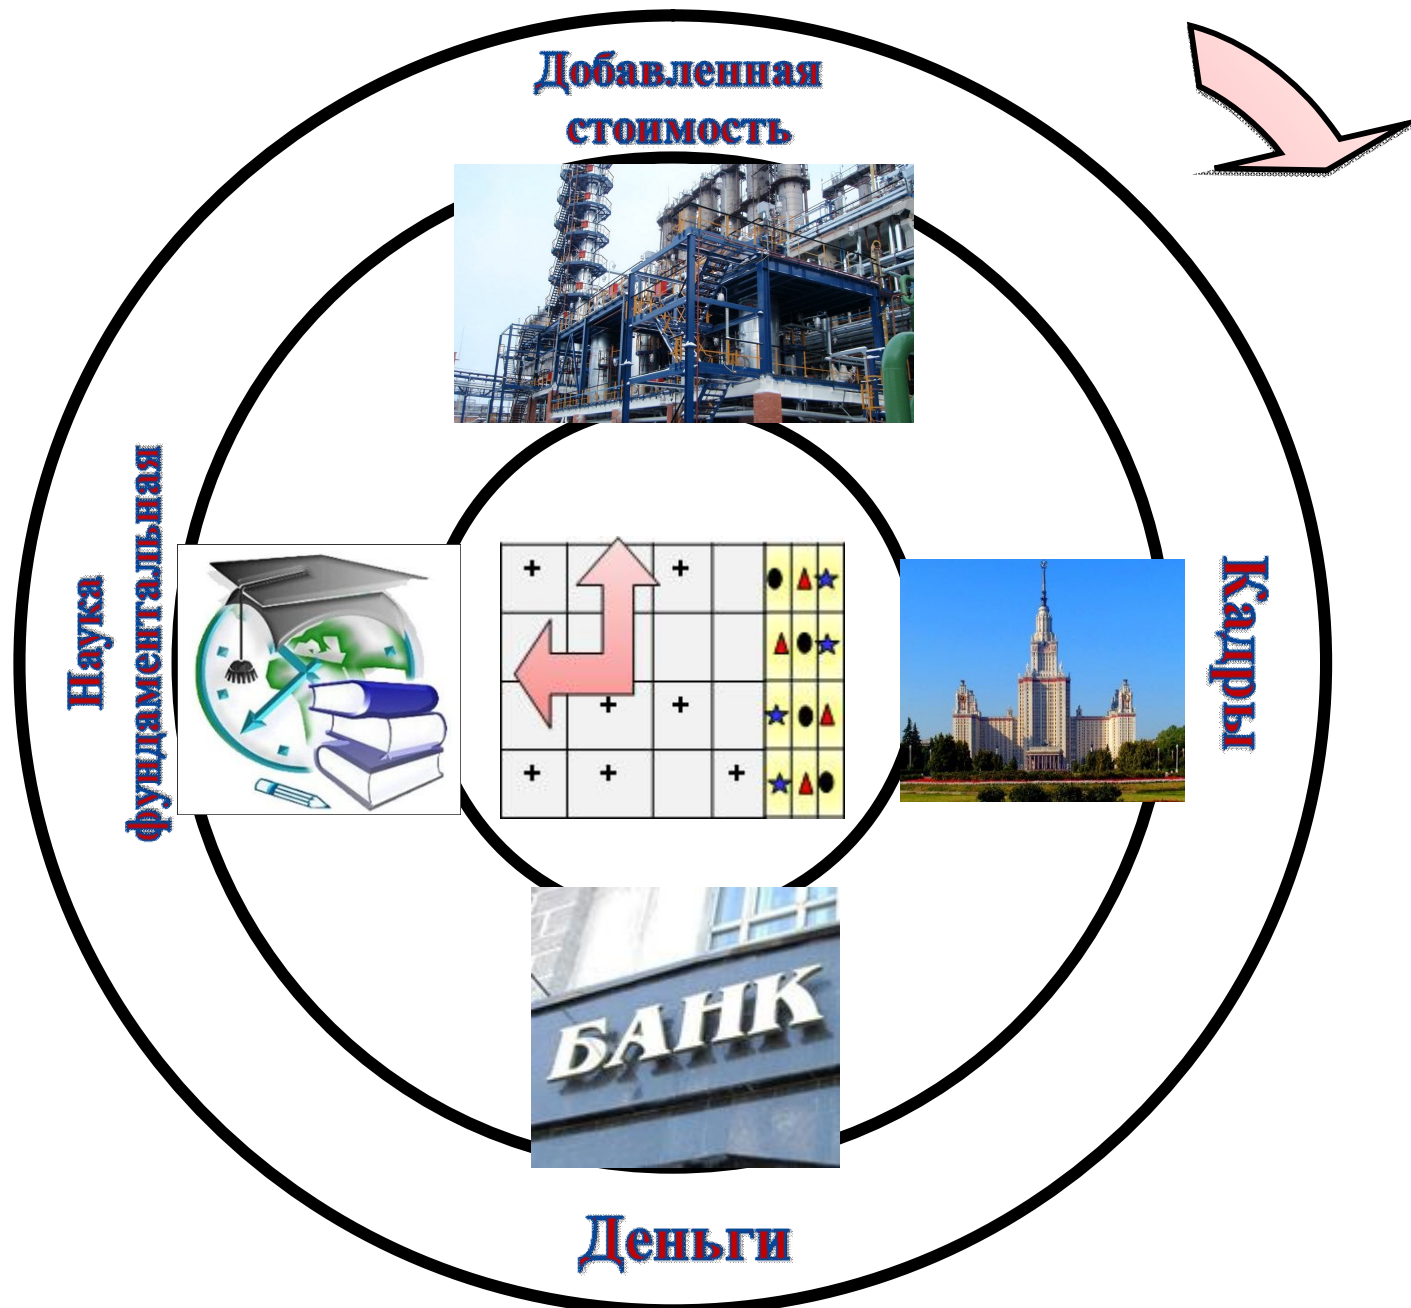 Добавленная
стоимость
Наука
фундаментальная
+ +
+ +
+ + +
Кадры
БАНК
Деньги